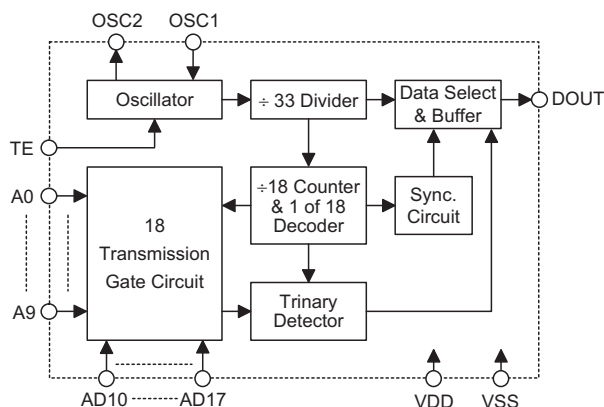 OSC2 OSC1
Oscillator
÷ 33 Divider
Data Select
& Buffer
DOUT
TE
A0
18
Transmission
Gate Circuit
÷18 Counter
& 1 of 18
Decoder
Sync.
Circuit
A9
Trinary
Detector
AD10 AD17 VDD VSS